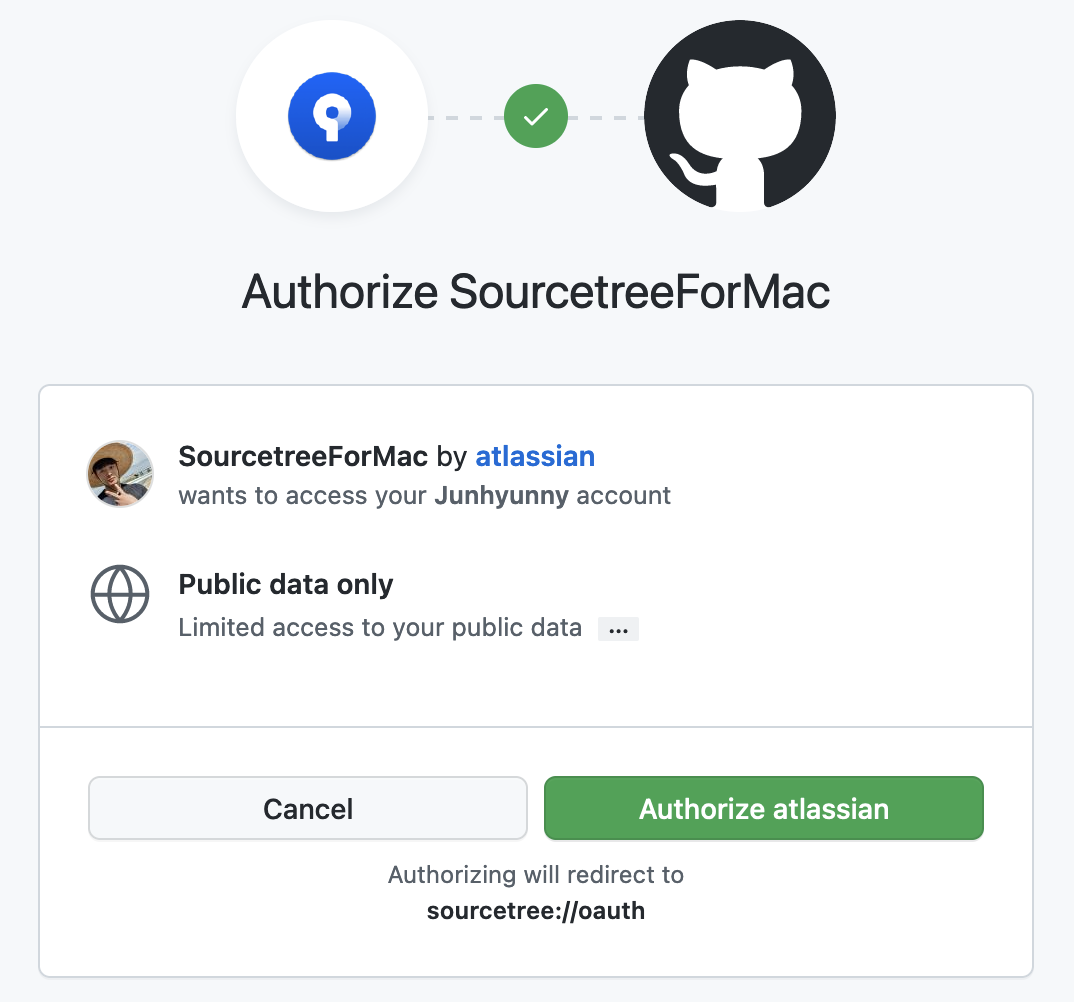 Authorize SourcetreeForMac
SourcetreeForMac by atlassian
wants to access your Junhyunny account
Public data only
Limited access to your public data ...
Cancel
Authorize atlassian
Authorizing will redirect to
sourcetree://oauth